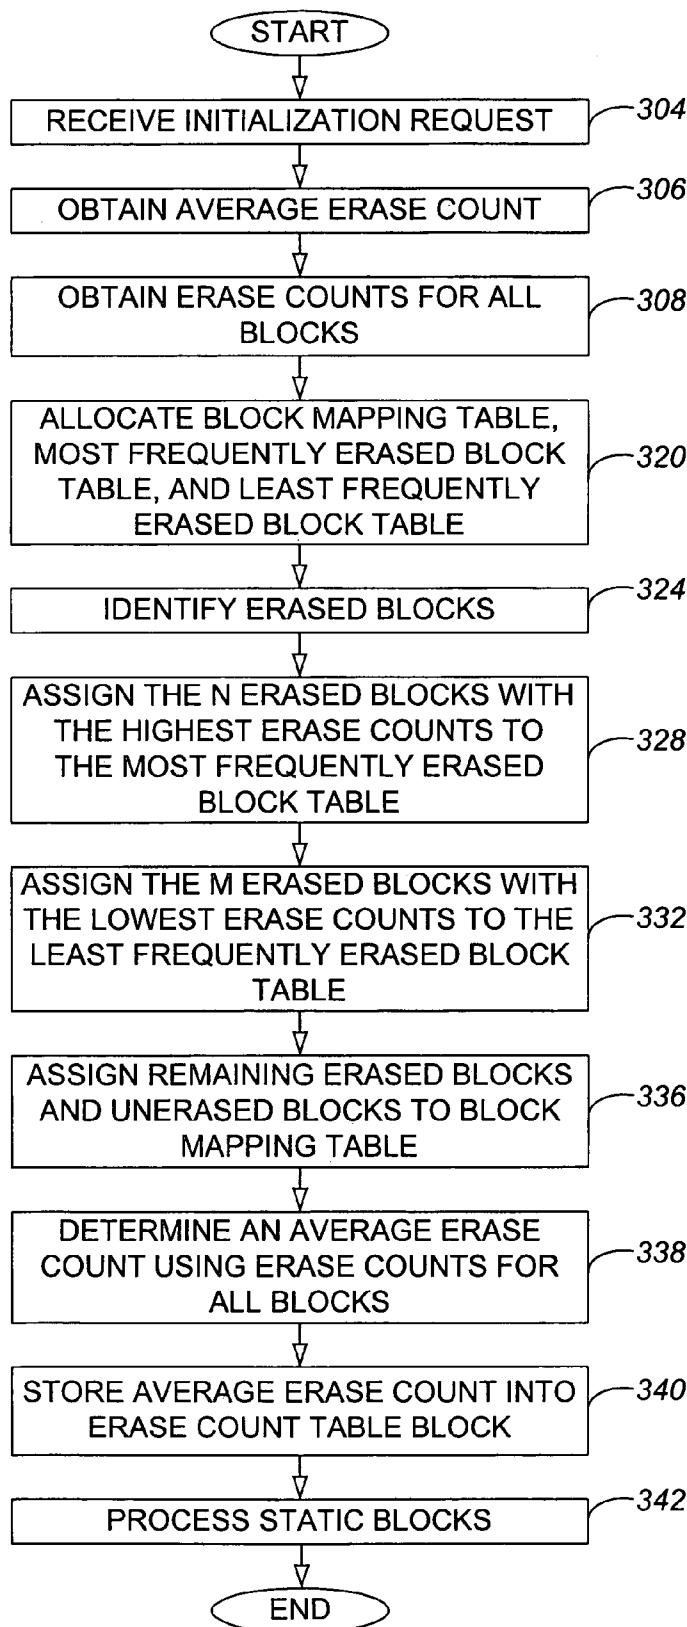 START
RECEIVE INITIALIZATION REQUEST
304
OBTAIN AVERAGE ERASE COUNT
306
OBTAIN ERASE COUNTS FOR ALL
BLOCKS
308
ALLOCATE BLOCK MAPPING TABLE,
MOST FREQUENTLY ERASED BLOCK
TABLE, AND LEAST FREQUENTLY
ERASED BLOCK TABLE
320
IDENTIFY ERASED BLOCKS
324
ASSIGN THE N ERASED BLOCKS WITH
THE HIGHEST ERASE COUNTS TO
THE MOST FREQUENTLY ERASED
BLOCK TABLE
328
ASSIGN THE M ERASED BLOCKS WITH
THE LOWEST ERASE COUNTS TO THE
LEAST FREQUENTLY ERASED BLOCK
TABLE
332
ASSIGN REMAINING ERASED BLOCKS
AND UNERASED BLOCKS TO BLOCK
MAPPING TABLE
336
DETERMINE AN AVERAGE ERASE
COUNT USING ERASE COUNTS FOR
ALL BLOCKS
338
STORE AVERAGE ERASE COUNT INTO
ERASE COUNT TABLE BLOCK
340
PROCESS STATIC BLOCKS
342
END